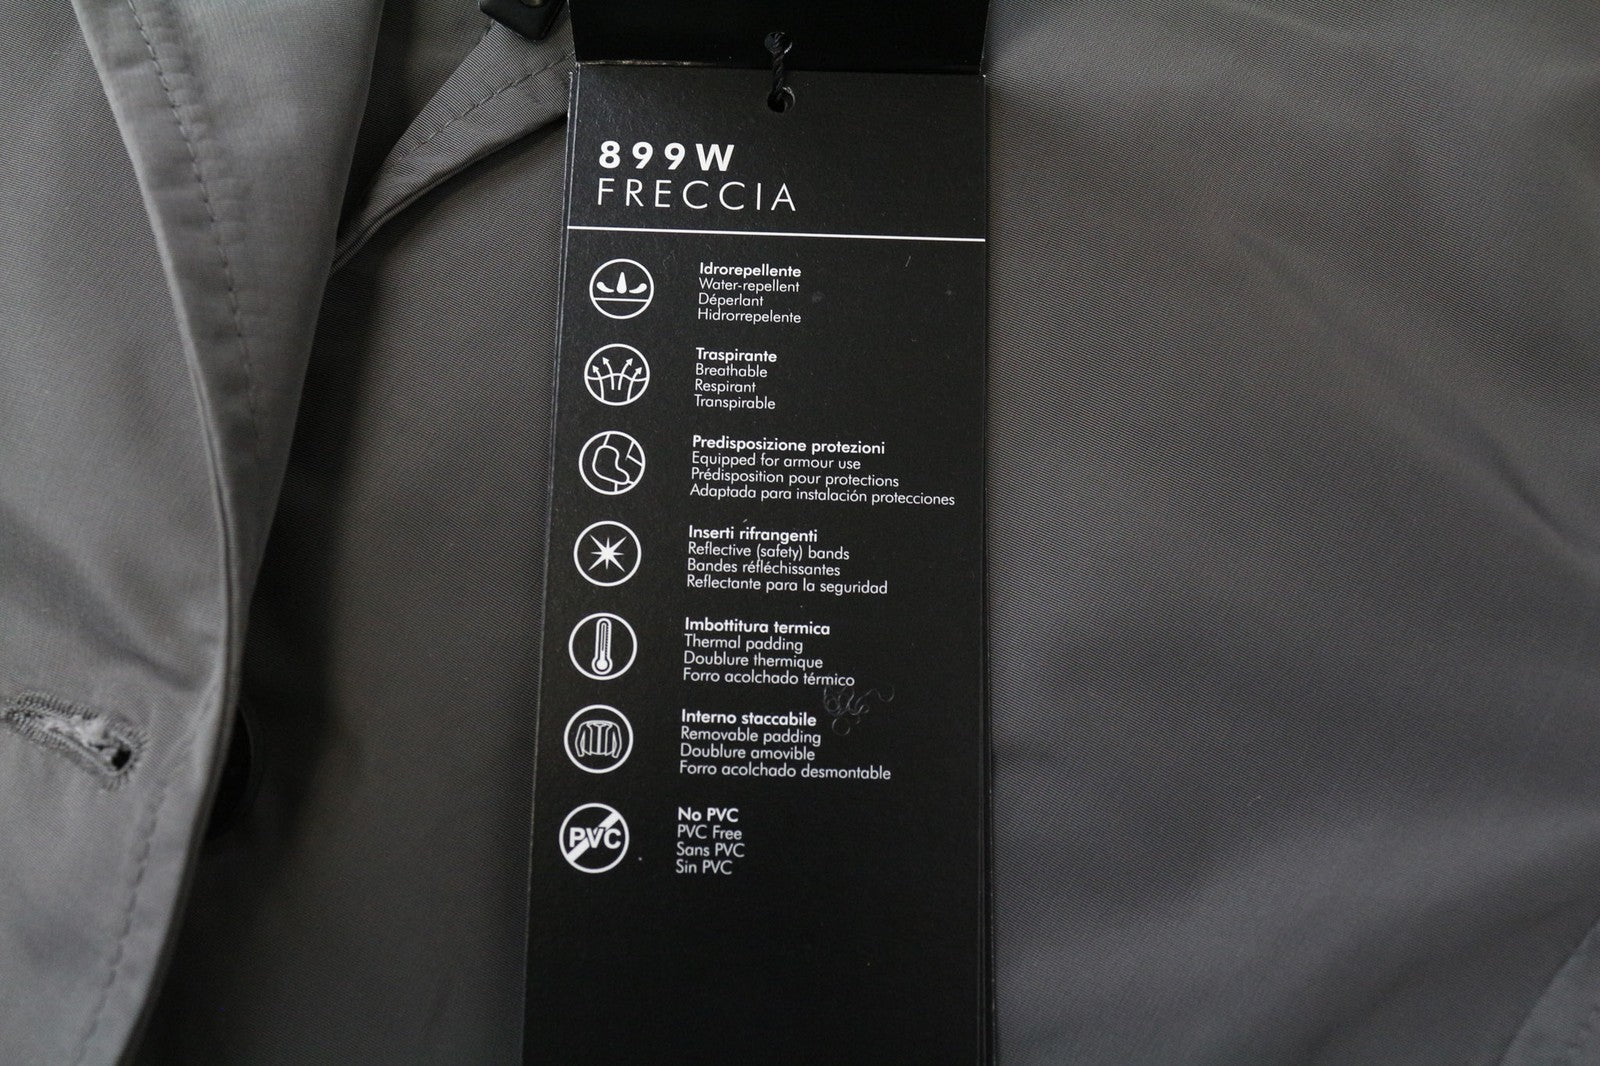 899W
FRECCIA
Idrorepellente
Water-repellent
Déperlant
Hidrorrepelente
Traspirante
Breathable
Respirant
Transpirable
Predisposizione protezioni
Equipped for armour use
Prédisposition pour protections
Adaptada para instalación protecciones
Inserti rifrangenti
Reflective (safety) bands
Bandes réfléchissantes
Reflectante para la seguridad
Imbottitura termica
Thermal padding
Doublure thermique
Forro acolchado térmico
Interno staccabile
Removable padding
Doublure amovible
Forro acolchado desmontable
PVC
No PVC
PVC Free
Sans PVC
Sin PVC